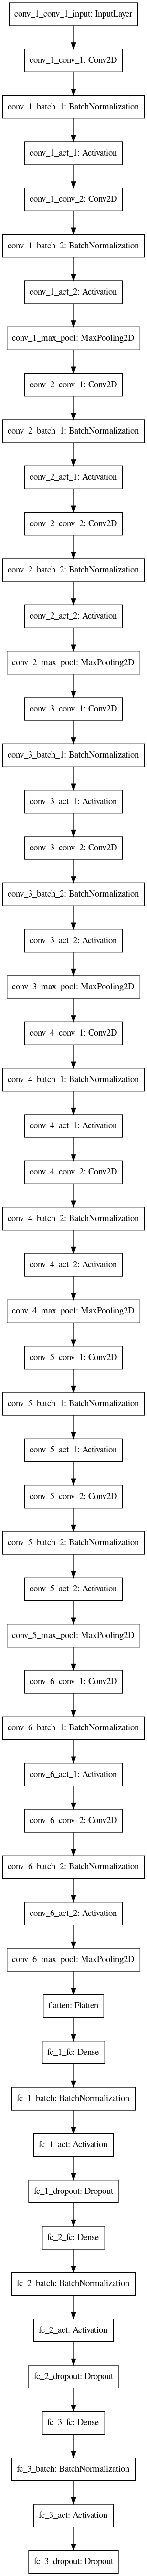 conv_1_conv_1_input: InputLayer
conv_1_conv_1: Conv2D
conv_1_batch_1: BatchNormalization
conv_1_act_1: Activation
conv_1_conv_2: Conv2D
conv_1_batch_2: BatchNormalization
conv_1_act_2: Activation
conv_1_max_pool: MaxPooling2D
conv_2_conv_1: Conv2D
conv_2_batch_1: BatchNormalization
conv_2_act_1: Activation
conv_2_conv_2: Conv2D
conv_2_batch_2: BatchNormalization
conv_2_act_2: Activation
conv_2_max_pool: MaxPooling2D
conv_3_conv_1: Conv2D
conv_3_batch_1: BatchNormalization
conv_3_act_1: Activation
conv_3_conv_2: Conv2D
conv_3_batch_2: BatchNormalization
conv_3_act_2: Activation
conv_3_max_pool: MaxPooling2D
conv_4_conv_1: Conv2D
conv_4_batch_1: BatchNormalization
conv_4_act_1: Activation
conv_4_conv_2: Conv2D
conv_4_batch_2: BatchNormalization
conv_4_act_2: Activation
conv_4_max_pool: MaxPooling2D
conv_5_conv_1: Conv2D
conv_5_batch_1: BatchNormalization
conv_5_act_1: Activation
conv_5_conv_2: Conv2D
conv_5_batch_2: BatchNormalization
conv_5_act_2: Activation
conv_5_max_pool: MaxPooling2D
conv_6_conv_1: Conv2D
conv_6_batch_1: BatchNormalization
conv_6_act_1: Activation
conv_6_conv_2: Conv2D
conv_6_batch_2: BatchNormalization
conv_6_act_2: Activation
conv_6_max_pool: MaxPooling2D
flatten: Flatten
fc_1_fc: Dense
fc_1_batch: BatchNormalization
fc_1_act: Activation
fc_1_dropout: Dropout
fc_2_fc: Dense
fc_2_batch: BatchNormalization
fc_2_act: Activation
fc_2_dropout: Dropout
fc_3_fc: Dense
fc_3_batch: BatchNormalization
fc_3_act: Activation
fc_3_dropout: Dropout